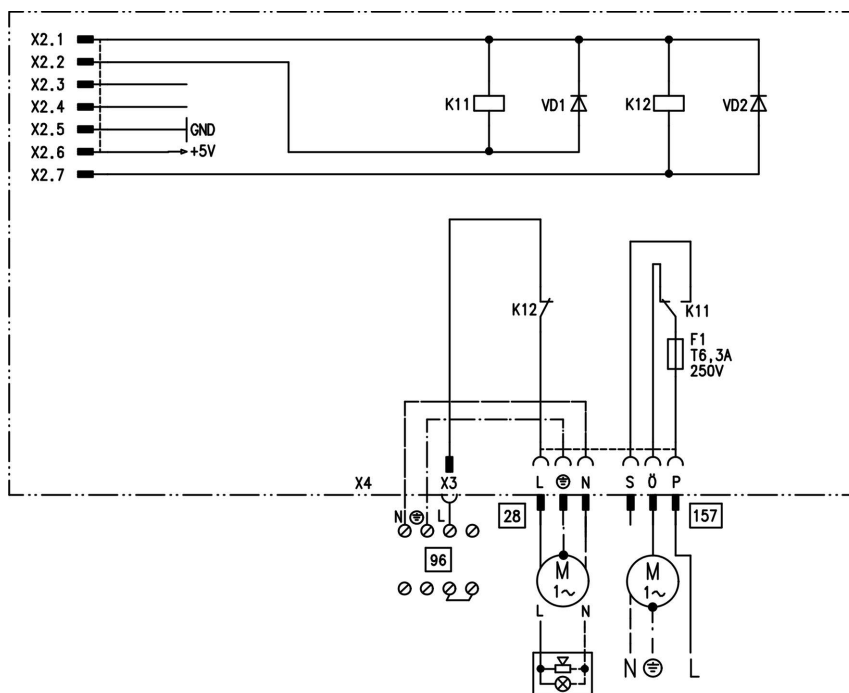 X2.1
X2.2
X2.3
X2.4
X2.5 GND
X2.6 +5V
X2.7
K11 VD1 K12 VD2
K12 K11
F1
T6,3A
250V
X4 X3 L N S Ö P
N L 28 157
96
M M
1~ 1~
L N
N L